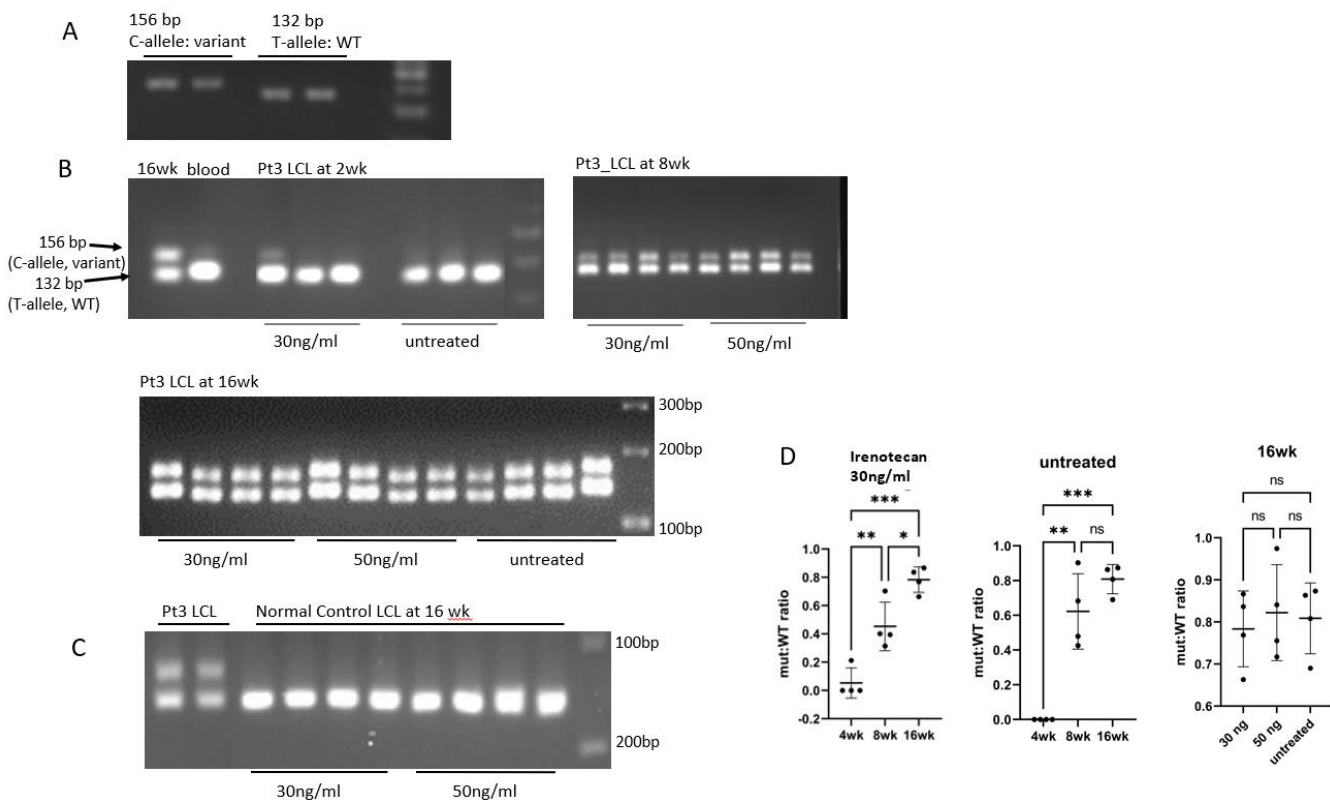 A
156 bp
C-allele: variant
132 bp
T-allele: WT
B
16wk blood
Pt3 LCL at 2wk
Pt3_LCL at 8wk
156 bp
(C-allele, variant)
132 bp
(T-allele, WT)
30ng/ml
untreated
30ng/ml
50ng/ml
Pt3 LCL at 16wk
300bp
200bp
100bp
30ng/ml
50ng/ml
untreated
C
Pt3 LCL
Normal Control LCL at 16 wk
100bp
200bp
30ng/ml
50ng/ml
D
Irenotecan
30ng/ml
***
**
*
mut:WT ratio
1.0
0.8
0.6
0.4
0.2
0.0
-0.2
4wk
8wk
16wk
untreated
***
**
ns
mut:WT ratio
1.0
0.8
0.6
0.4
0.2
0.0
4wk
8wk
16wk
16wk
ns
ns
ns
mut:WT ratio
1.0
0.9
0.8
0.7
0.6
30 ng
50 ng
untreated